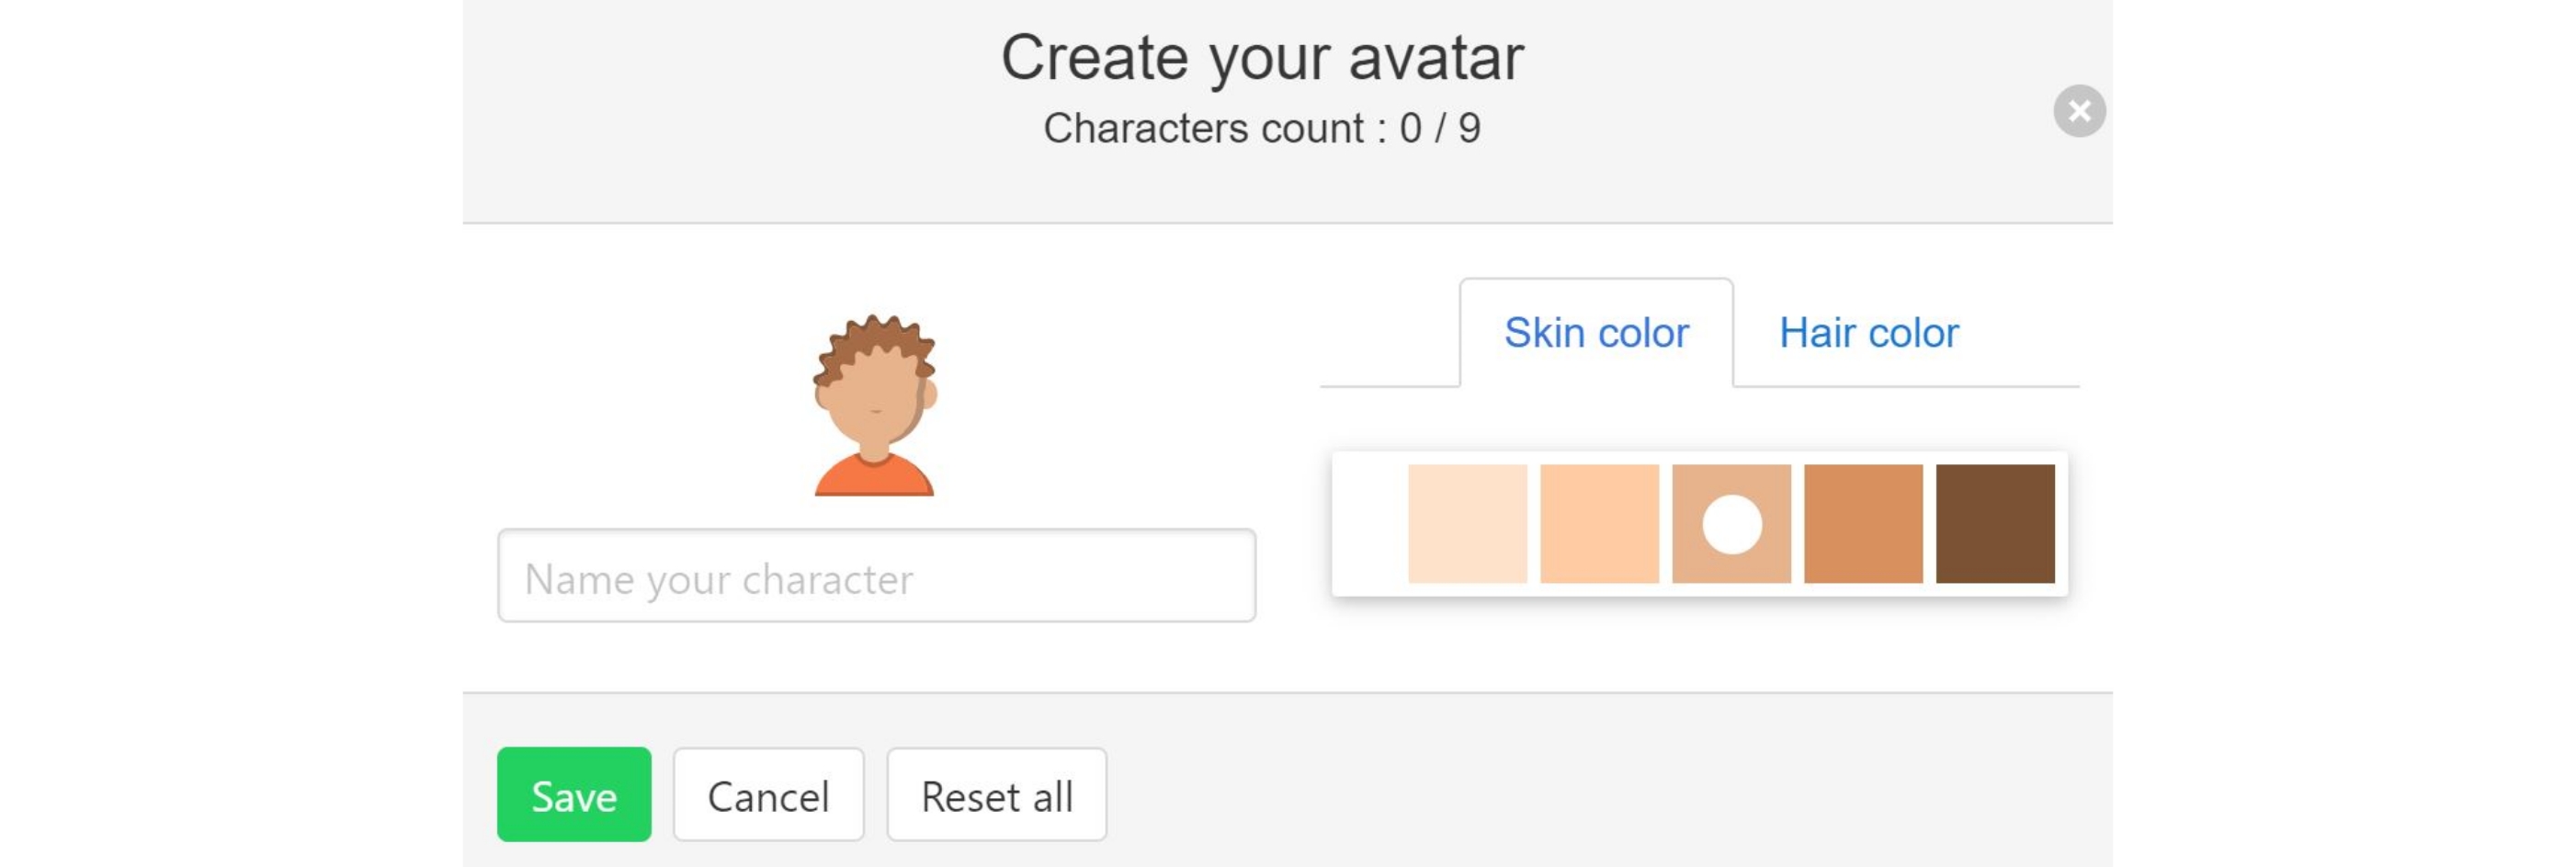 Create your avatar
Characters count : 0 / 9
Skin color
Hair color
Name your character
Save
Cancel
Reset all